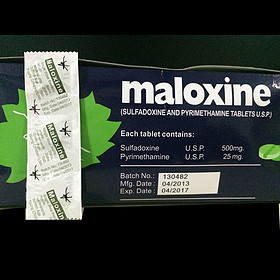 maloxine
(SULFADOXINE AND PYRIMETHAMINE TABLETS U.S.P.)
Each tablet contains:
Sulfadoxine U.S.P. 500mg.
Pyrimethamine U.S.P. 25 mg.
Batch No.: 130482
Mfg. Date : 04/2013
Exp. Date : 04/2017
Maloxine
Maloxine
Maloxine